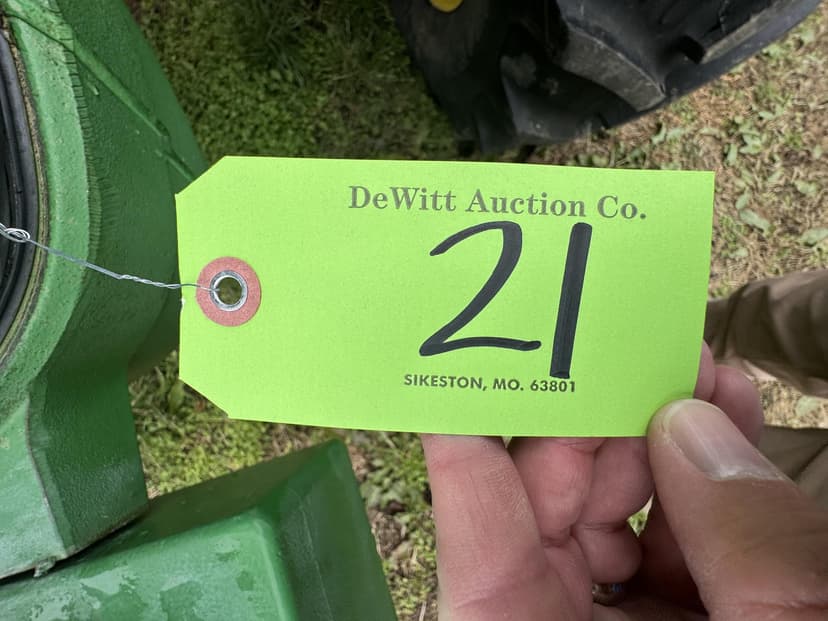 DeWitt Auction Co.
21
SIKESTON, MO. 63801